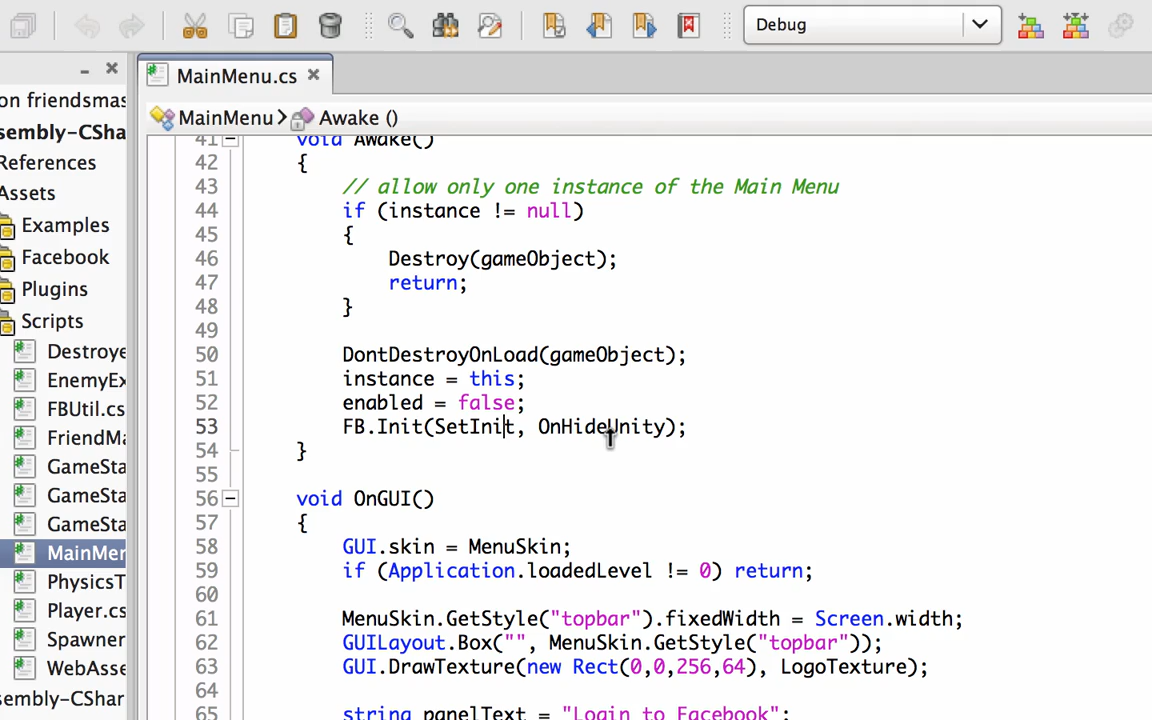 Debug
on friendsmas
MainMenu.cs
sembly-CSha
MainMenu > Awake ()
References
Assets
Examples
Facebook
Plugins
Scripts
Destroye
EnemyEx
FBUtil.cs
FriendMa
GameSta
GameSta
GameSta
MainMer
PhysicsT
Player.cs
Spawner
WebAsse
sembly-CShar
41 void Awake()
42 {
43 // allow only one instance of the Main Menu
44 if (instance != null)
45 {
46 Destroy(gameObject);
47 return;
48 }
49
50 DontDestroyOnLoad(gameObject);
51 instance = this;
52 enabled = false;
53 FB.Init(SetInit, OnHideUnity);
54 }
55
56 void OnGUI()
57 {
58 GUI.skin = MenuSkin;
59 if (Application.loadedLevel != 0) return;
60
61 MenuSkin.GetStyle("topbar").fixedWidth = Screen.width;
62 GUILayout.Box("", MenuSkin.GetStyle("topbar"));
63 GUI.DrawTexture(new Rect(0,0,256,64), LogoTexture);
64
65 string panelText = "Login to Facebook";